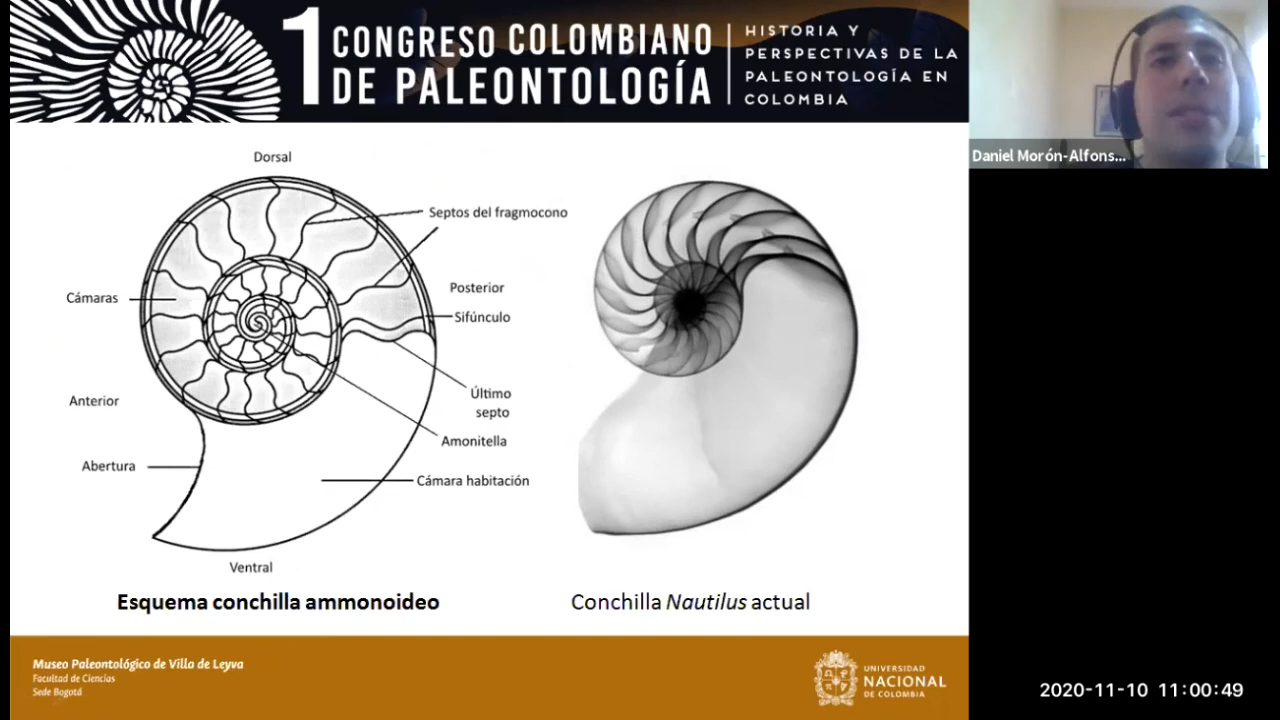 1 CONGRESO COLOMBIANO
DE PALEONTOLOGÍA
HISTORIA Y
PERSPECTIVAS DE LA
PALEONTOLOGÍA EN
COLOMBIA
Daniel Morón-Alfons...
Dorsal
Septos del fragmocono
Cámaras
Posterior
Sifúnculo
Anterior
Último
septo
Amonitella
Abertura
Cámara habitación
Ventral
Esquema conchilla ammonoideo
Conchilla Nautilus actual
Museo Paleontológico de Villa de Leyva
Facultad de Ciencias
Sede Bogotá
UNIVERSIDAD
NACIONAL
DE COLOMBIA
2020-11-10 11:00:49